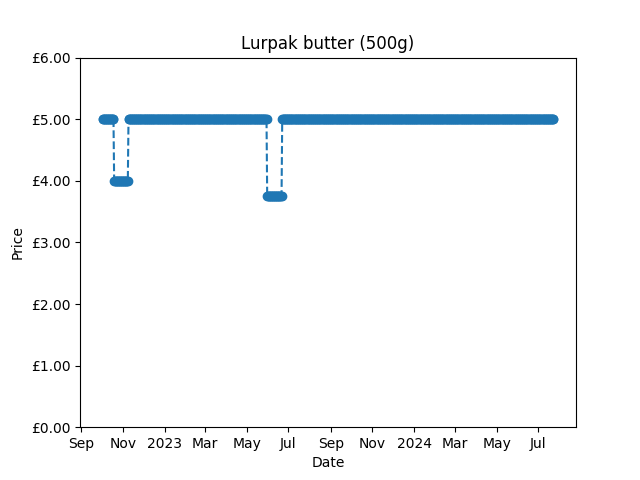 Lurpak butter (500g)
£6.00
£5.00
£4.00
£3.00
£2.00
£1.00
£0.00
Price
Sep Nov 2023 Mar May Jul Sep Nov 2024 Mar May Jul
Date